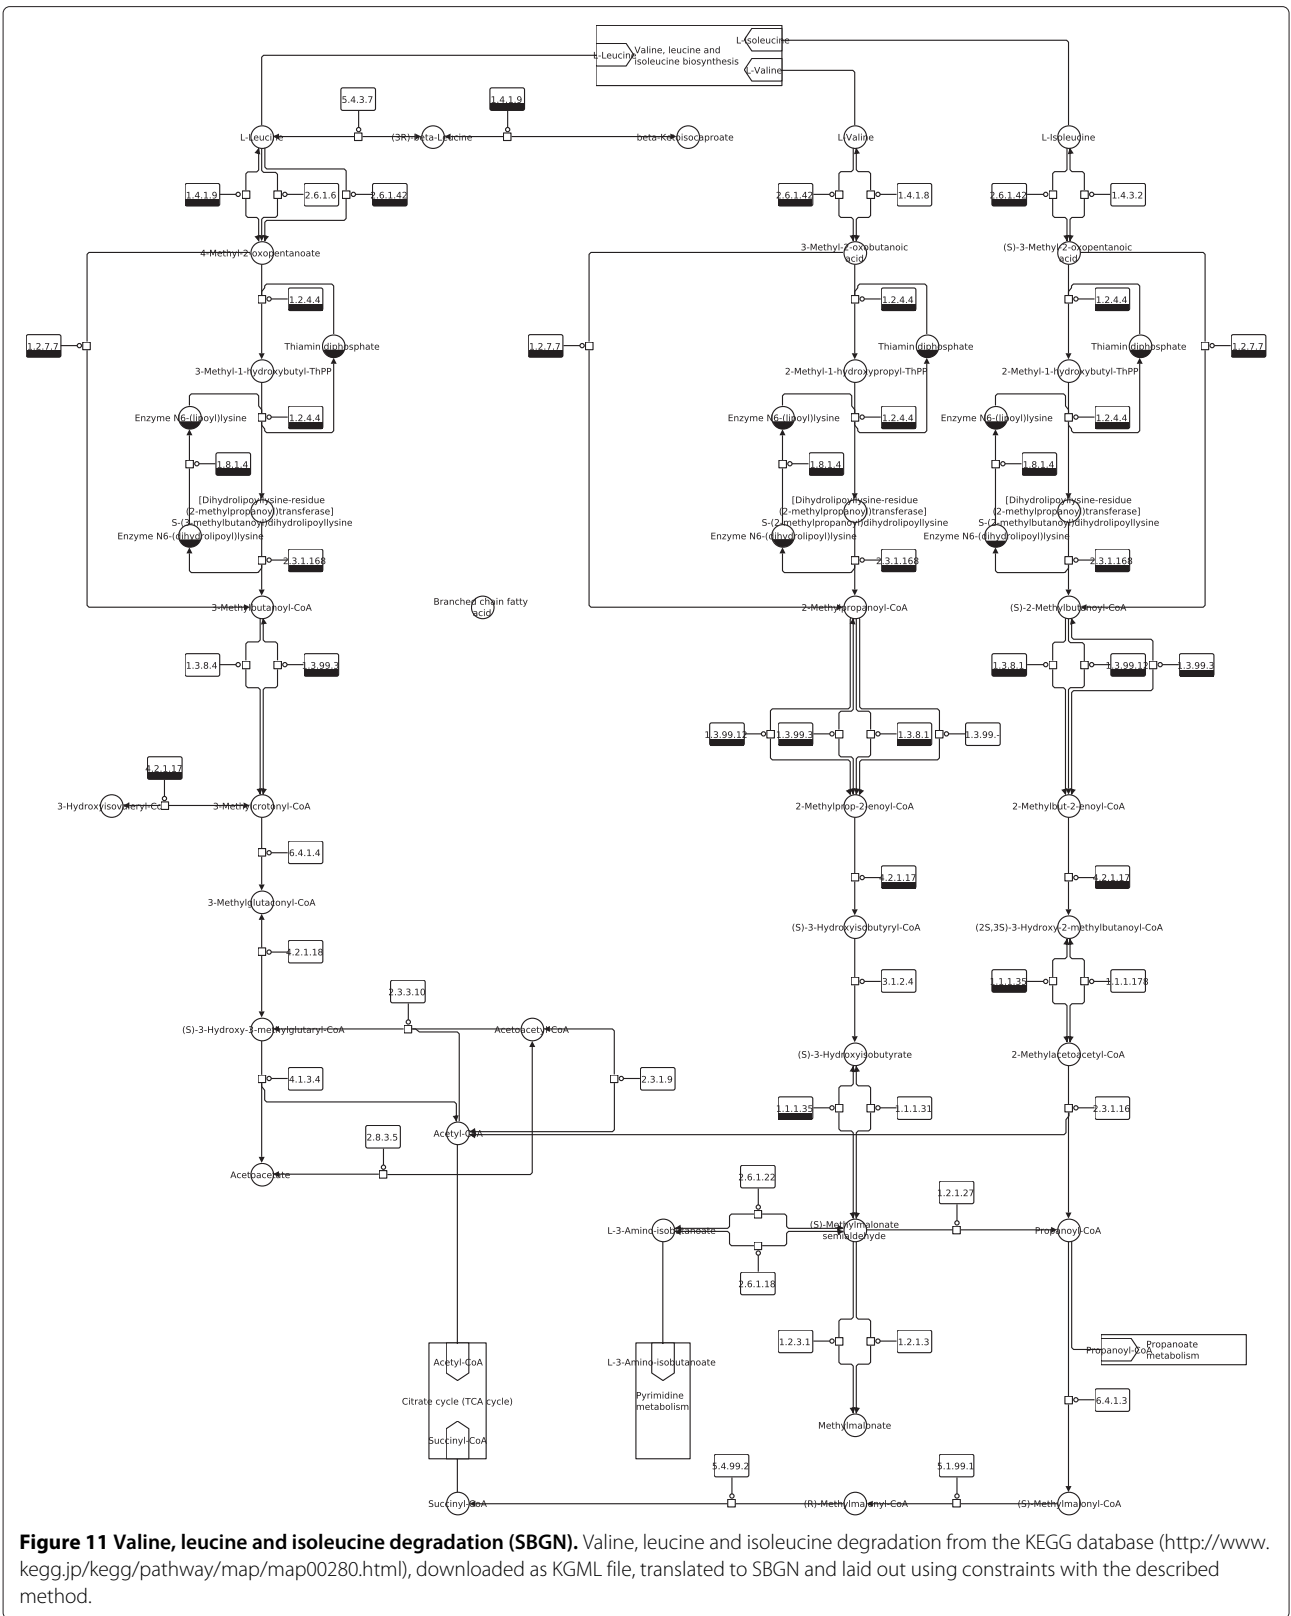 L-Isoleucine
L-Leucine
Valine, leucine and
isoleucine biosynthesis
L-Valine
5.4.3.7
1.4.1.9
L-Leucine
(3R)-beta-Leucine
beta-Ketoisocaproate
L-Valine
L-Isoleucine
1.4.1.9
2.6.1.6
2.6.1.42
2.6.1.42
1.4.1.8
2.6.1.42
1.4.3.2
4-Methyl-2-oxopentanoate
3-Methyl-2-oxobutanoic
acid
(S)-3-Methyl-2-oxopentanoic
acid
1.2.4.4
1.2.4.4
1.2.4.4
1.2.7.7
Thiamin diphosphate
1.2.7.7
Thiamin diphosphate
Thiamin diphosphate
1.2.7.7
3-Methyl-1-hydroxybutyl-ThPP
2-Methyl-1-hydroxypropyl-ThPP
2-Methyl-1-hydroxybutyl-ThPP
Enzyme N6-(lipoyl)lysine
1.2.4.4
Enzyme N6-(lipoyl)lysine
1.2.4.4
Enzyme N6-(lipoyl)lysine
1.2.4.4
1.8.1.4
1.8.1.4
1.8.1.4
[Dihydrolipoyllysine-residue
(2-methylpropanoyl)transferase]
S-(3-methylbutanoyl)dihydrolipoyllysine
[Dihydrolipoyllysine-residue
(2-methylpropanoyl)transferase]
S-(2-methylpropanoyl)dihydrolipoyllysine
[Dihydrolipoyllysine-residue
(2-methylpropanoyl)transferase]
S-(2-methylbutanoyl)dihydrolipoyllysine
Enzyme N6-(dihydrolipoyl)lysine
Enzyme N6-(dihydrolipoyl)lysine
Enzyme N6-(dihydrolipoyl)lysine
2.3.1.168
2.3.1.168
2.3.1.168
3-Methylbutanoyl-CoA
Branched chain fatty
acid
2-Methylpropanoyl-CoA
(S)-2-Methylbutanoyl-CoA
1.3.8.4
1.3.99.3
1.3.8.1
1.3.99.12
1.3.99.3
1.3.99.12
1.3.99.3
1.3.8.1
1.3.99.-
4.2.1.17
3-Hydroxyisovaleryl-CoA
3-Methylcrotonyl-CoA
2-Methylprop-2-enoyl-CoA
2-Methylbut-2-enoyl-CoA
6.4.1.4
4.2.1.17
4.2.1.17
3-Methylglutaconyl-CoA
(S)-3-Hydroxyisobutyryl-CoA
(2S,3S)-3-Hydroxy-2-methylbutanoyl-CoA
4.2.1.18
3.1.2.4
1.1.1.35
1.1.1.178
2.3.3.10
(S)-3-Hydroxy-3-methylglutaryl-CoA
Acetoacetyl-CoA
(S)-3-Hydroxyisobutyrate
2-Methylacetoacetyl-CoA
4.1.3.4
2.3.1.9
1.1.1.35
1.1.1.31
2.3.1.16
Acetyl-CoA
2.8.3.5
Acetoacetate
2.6.1.22
1.2.1.27
L-3-Amino-isobutanoate
(S)-Methylmalonate
semialdehyde
Propanoyl-CoA
2.6.1.18
1.2.3.1
1.2.1.3
Propanoyl-CoA
Propanoate
metabolism
Acetyl-CoA
L-3-Amino-isobutanoate
Citrate cycle (TCA cycle)
Pyrimidine
metabolism
6.4.1.3
Methylmalonate
Succinyl-CoA
5.4.99.2
5.1.99.1
Succinyl-CoA
(R)-Methylmalonyl-CoA
(S)-Methylmalonyl-CoA
Figure 11 Valine, leucine and isoleucine degradation (SBGN). Valine, leucine and isoleucine degradation from the KEGG database (http://www.
kegg.jp/kegg/pathway/map/map00280.html), downloaded as KGML file, translated to SBGN and laid out using constraints with the described
method.